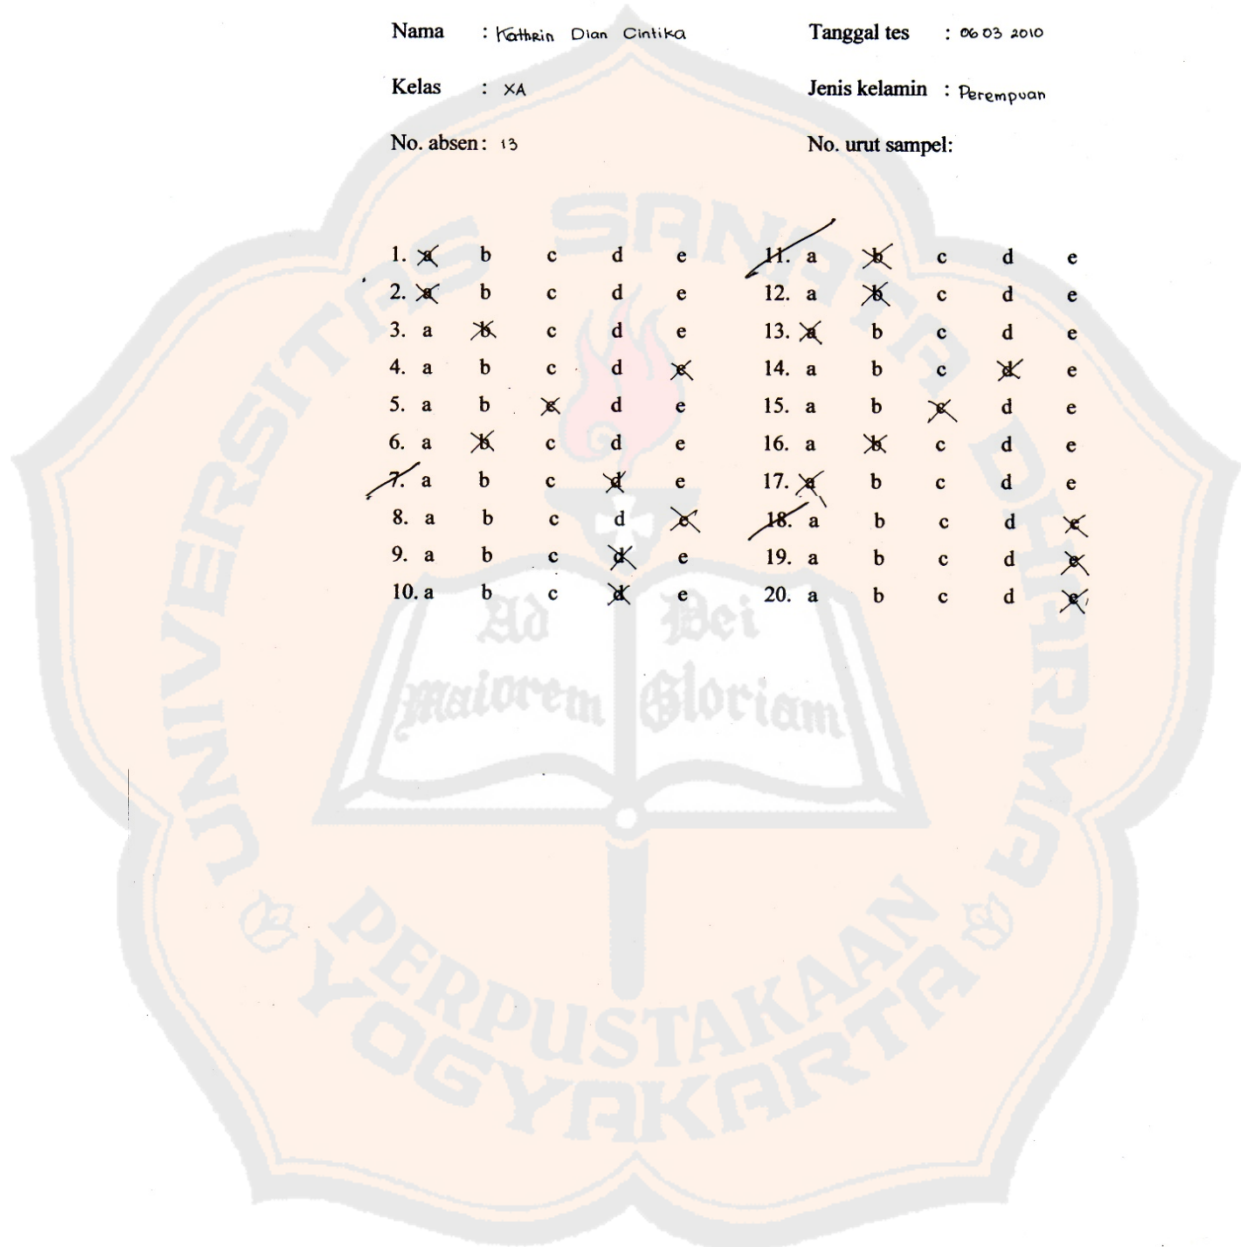 Nama : Kathrin Dian Cintika Tanggal tes : 06 03 2010
Kelas : XA Jenis kelamin : Perempuan
No. absen : 13 No. urut sampel:
1. a b c d e 11. a b c d e
2. a b c d e 12. a b c d e
3. a b c d e 13. a b c d e
4. a b c d e 14. a b c d e
5. a b c d e 15. a b c d e
6. a b c d e 16. a b c d e
7. a b c d e 17. a b c d e
8. a b c d e 18. a b c d e
9. a b c d e 19. a b c d e
10. a b c d e 20. a b c d e
UNIVERSITAS SANATA DHARMA
Ad Dei
maiorem Gloriam
PERPUSTAKAAN
YOGYAKARTA